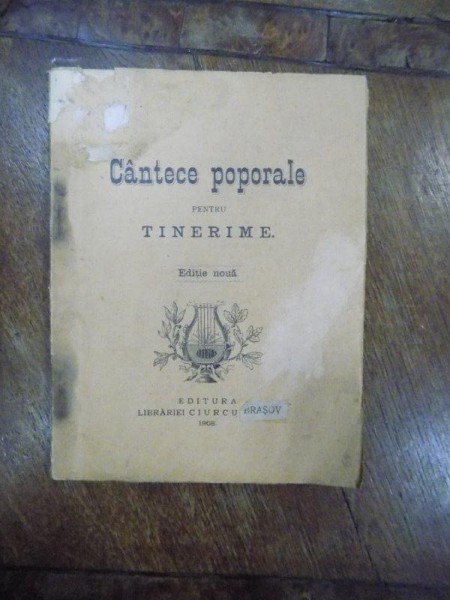 Cântece poporale
PENTRU
TINERIME.
Ediție nouă
EDITURA
LIBRĂRIEI CIURCU BRAȘOV
1908.